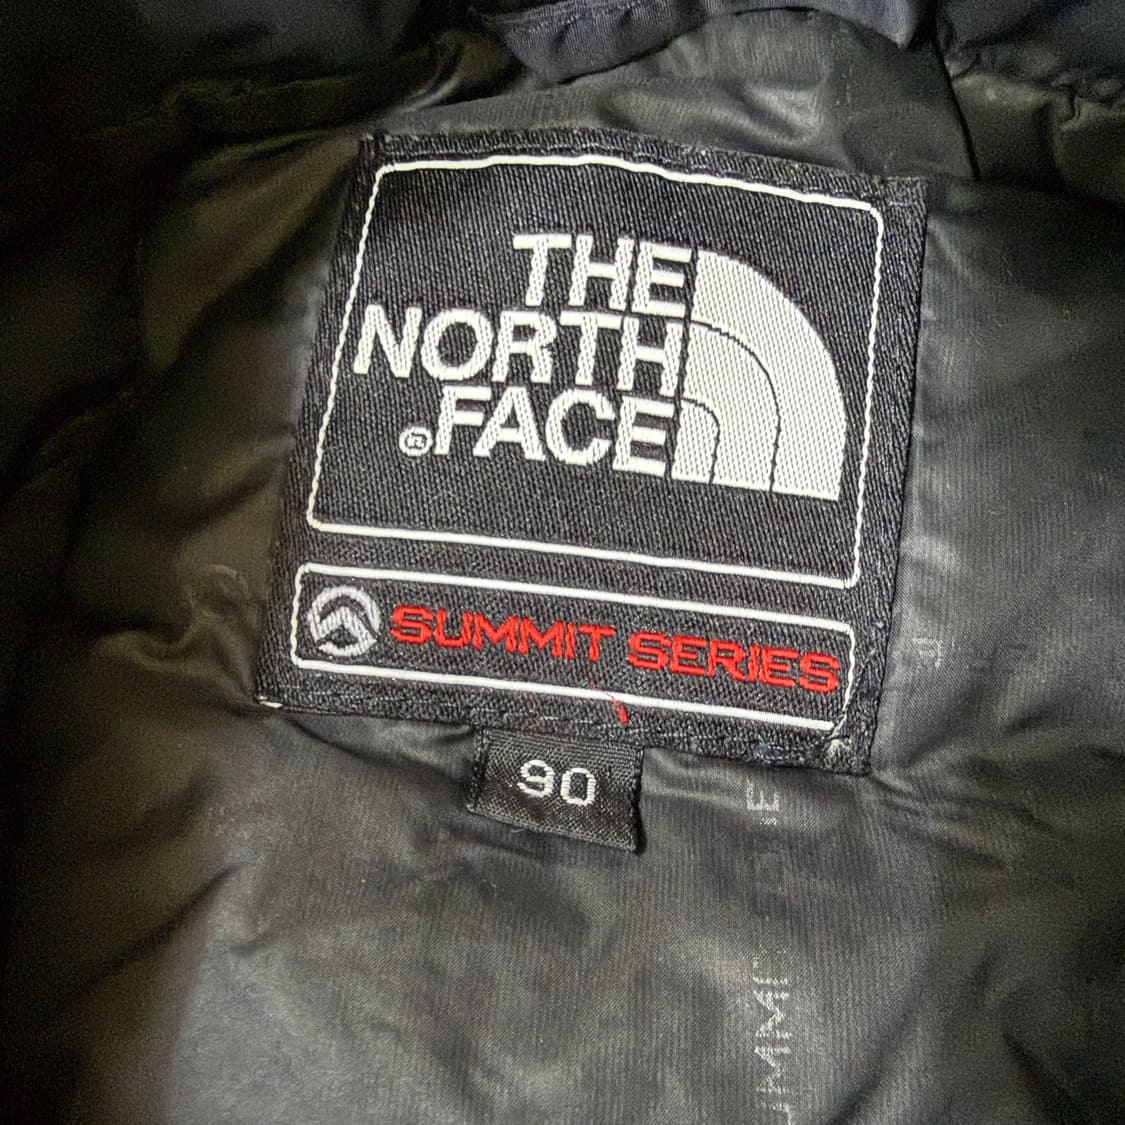 THE
NORTH
®FACE
SUMMIT SERIES
90